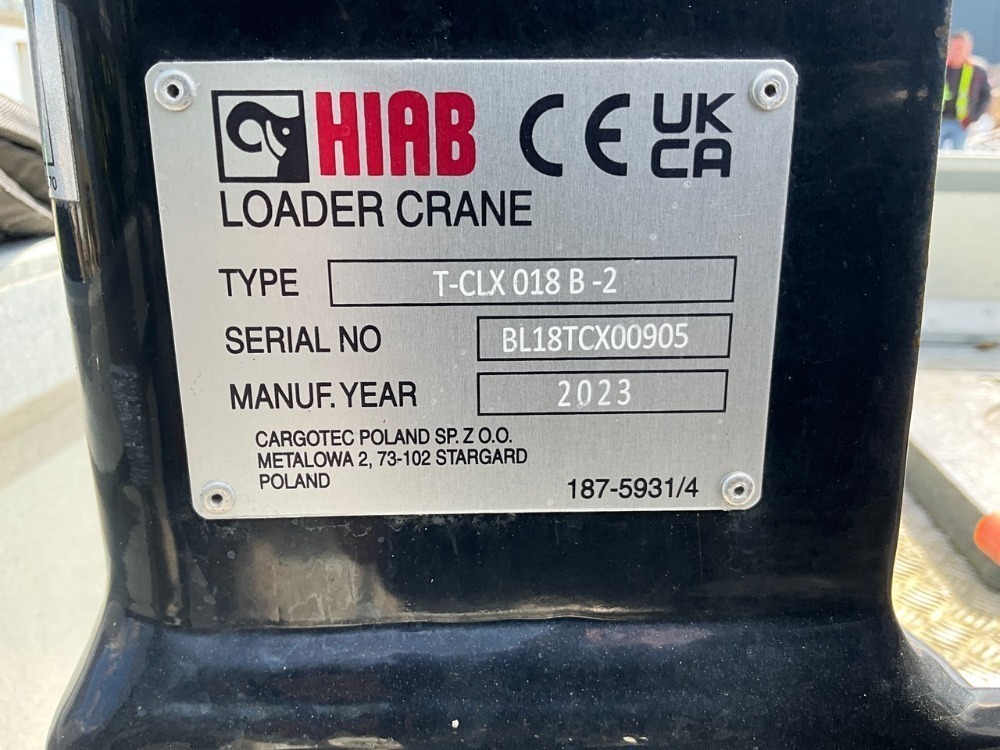 HIAB CE UK CA
LOADER CRANE
TYPE T-CLX 018 B -2
SERIAL NO BL18TCX00905
MANUF. YEAR 2023
CARGOTEC POLAND SP. Z O.O.
METALOWA 2, 73-102 STARGARD
POLAND
187-5931/4